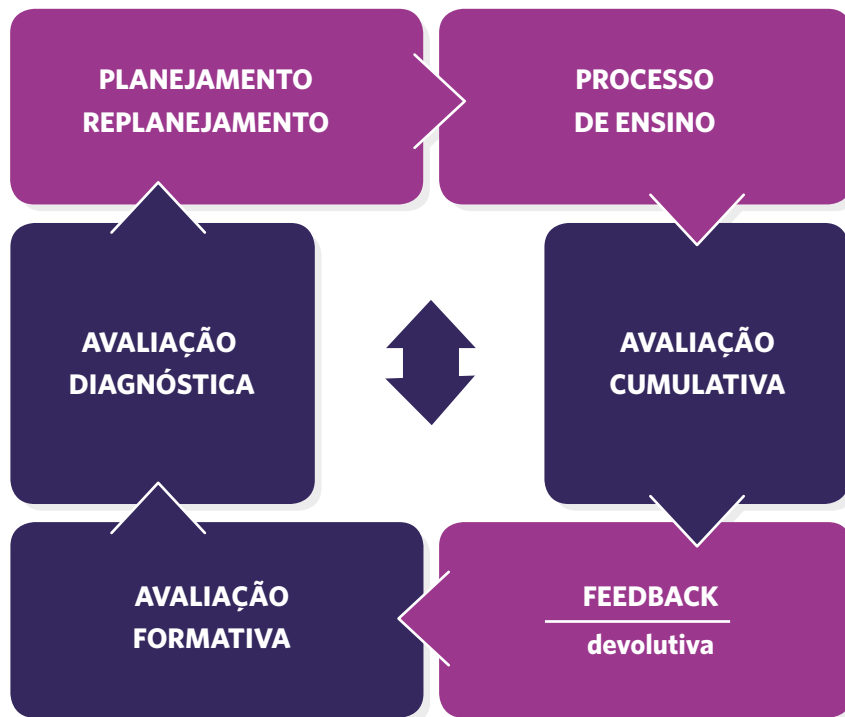 PLANEJAMENTO
REPLANEJAMENTO
PROCESSO
DE ENSINO
AVALIAÇÃO
DIAGNÓSTICA
AVALIAÇÃO
CUMULATIVA
AVALIAÇÃO
FORMATIVA
FEEDBACK
devolutiva